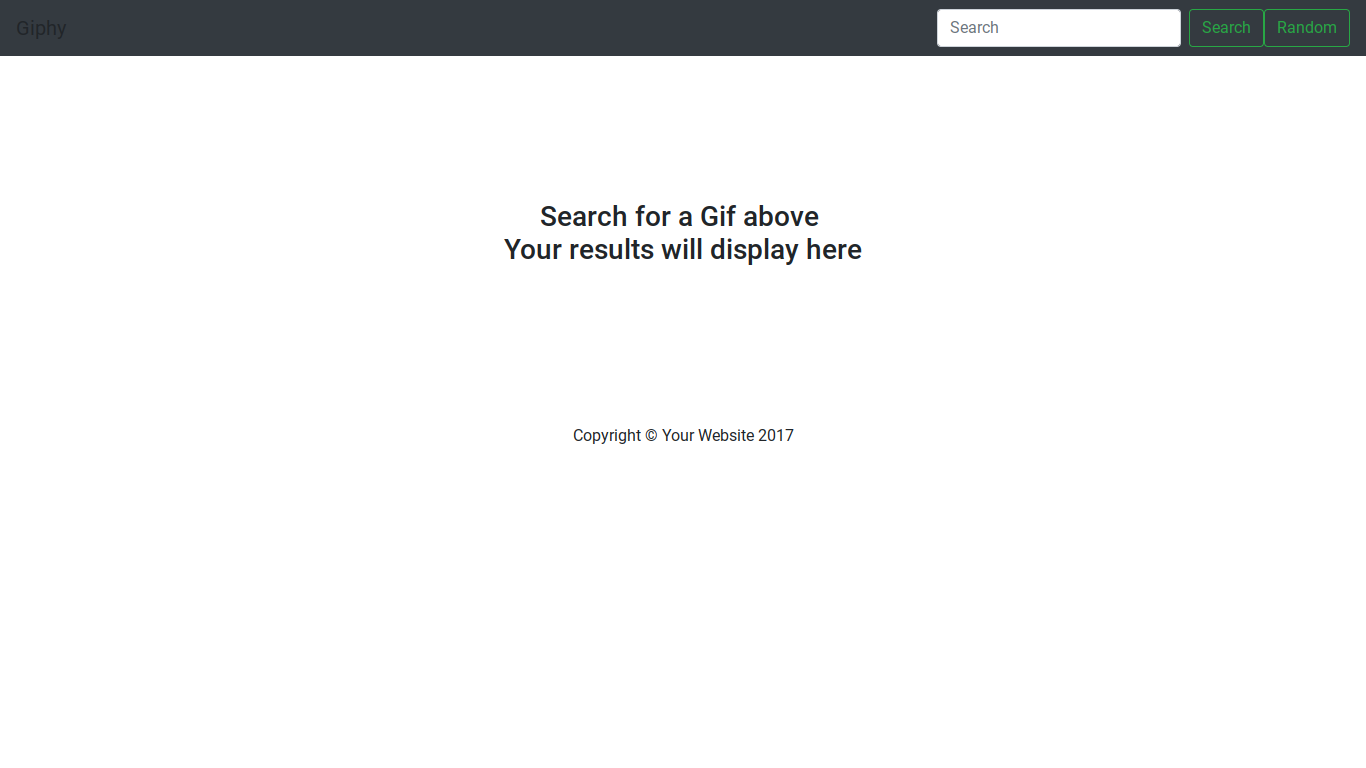 Giphy
Search
Search
Random
Search for a Gif above
Your results will display here
Copyright © Your Website 2017